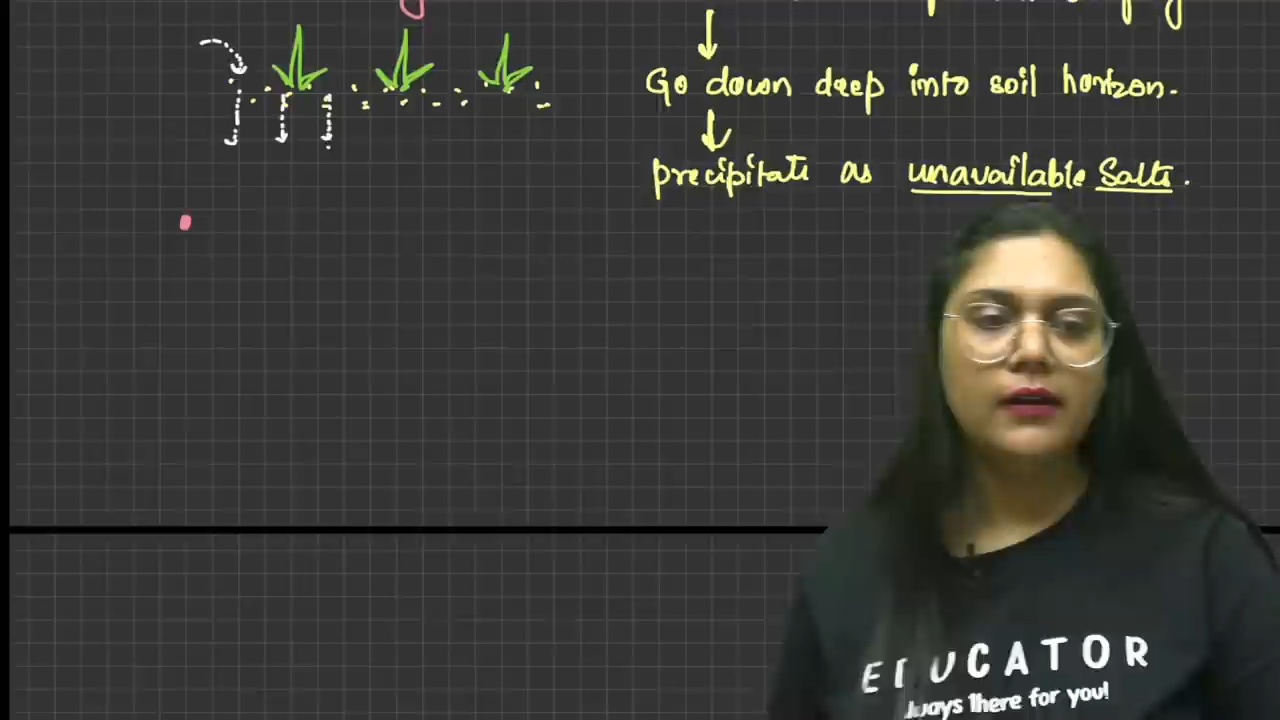 Go down deep into soil horizon.
precipitate as unavailable Salts.
EDUCATOR
always there for you!